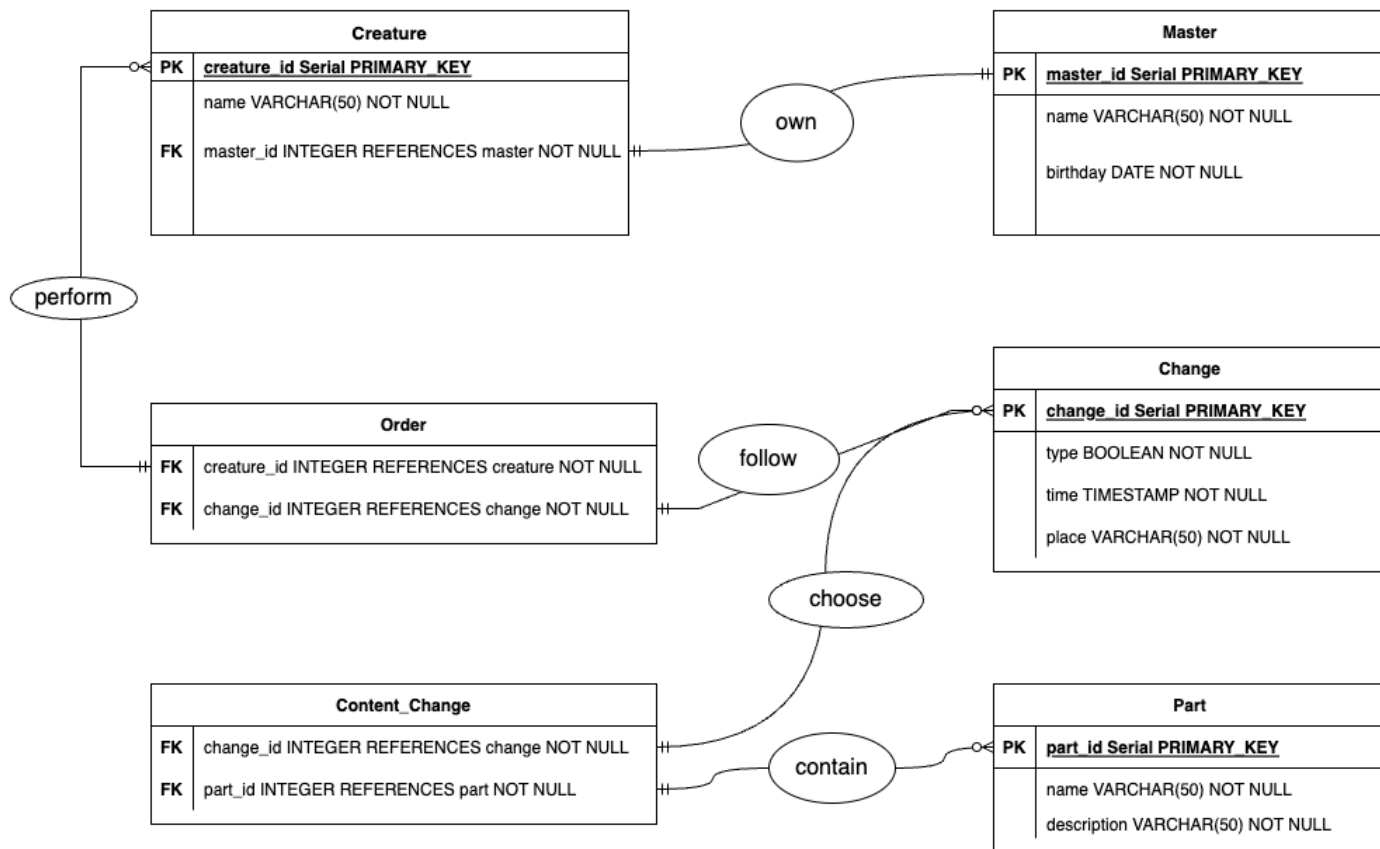 Creature
PK creature_id Serial PRIMARY_KEY
name VARCHAR(50) NOT NULL
FK master_id INTEGER REFERENCES master NOT NULL
own
Master
PK master_id Serial PRIMARY_KEY
name VARCHAR(50) NOT NULL
birthday DATE NOT NULL
perform
Order
FK creature_id INTEGER REFERENCES creature NOT NULL
FK change_id INTEGER REFERENCES change NOT NULL
follow
Change
PK change_id Serial PRIMARY_KEY
type BOOLEAN NOT NULL
time TIMESTAMP NOT NULL
place VARCHAR(50) NOT NULL
choose
Content_Change
FK change_id INTEGER REFERENCES change NOT NULL
FK part_id INTEGER REFERENCES part NOT NULL
contain
Part
PK part_id Serial PRIMARY_KEY
name VARCHAR(50) NOT NULL
description VARCHAR(50) NOT NULL